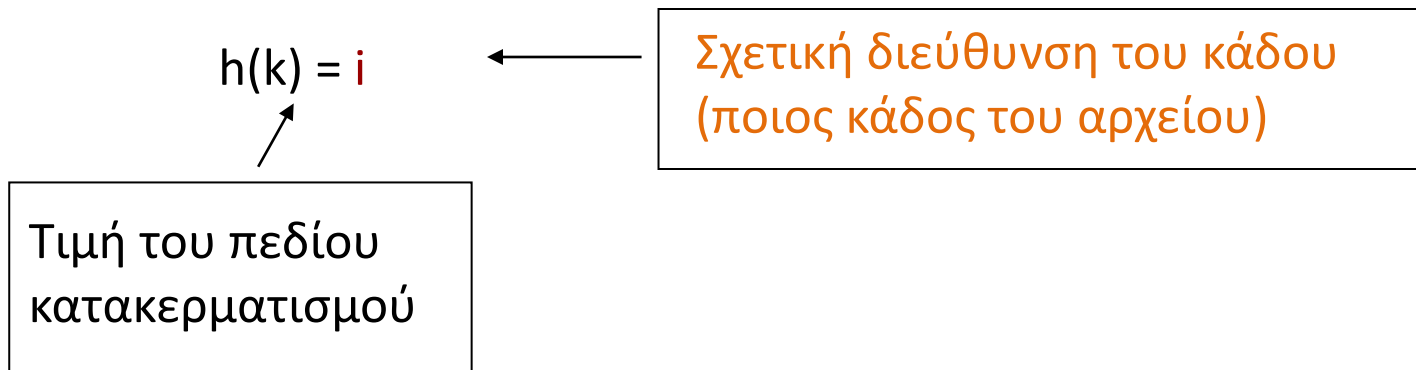 h(k) = i
Σχετική διεύθυνση του κάδου
(ποιος κάδος του αρχείου)
Τιμή του πεδίου
κατακερματισμού